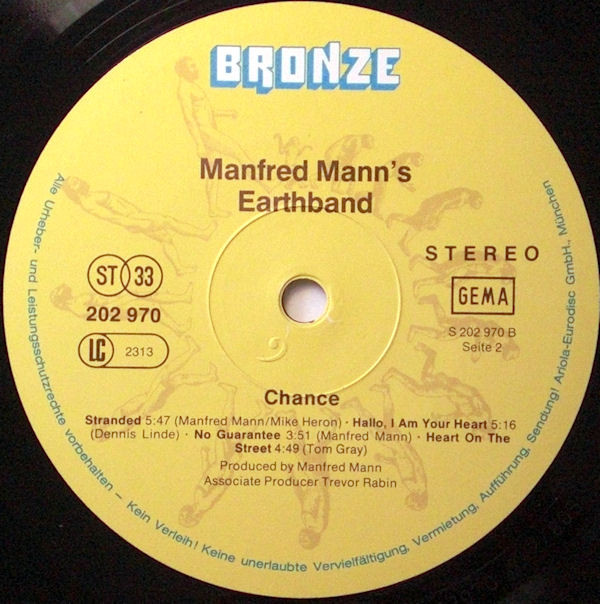 BRONZE
Manfred Mann's
Earthband
STEREO
ST 33
GEMA
202 970
LC 2313
S 202 970 B
Seite 2
Chance
Stranded 5:47 (Manfred Mann/Mike Heron) · Hallo, I Am Your Heart 5:16
(Dennis Linde) · No Guarantee 3:51 (Manfred Mann) · Heart On The
Street 4:49 (Tom Gray)
Produced by Manfred Mann
Associate Producer Trevor Rabin
Alle Urheber- und Leistungsschutzrechte vorbehalten – Kein Verleih! Keine unerlaubte Vervielfältigung, Vermietung, Aufführung, Sendung! Ariola-Eurodisc GmbH., München